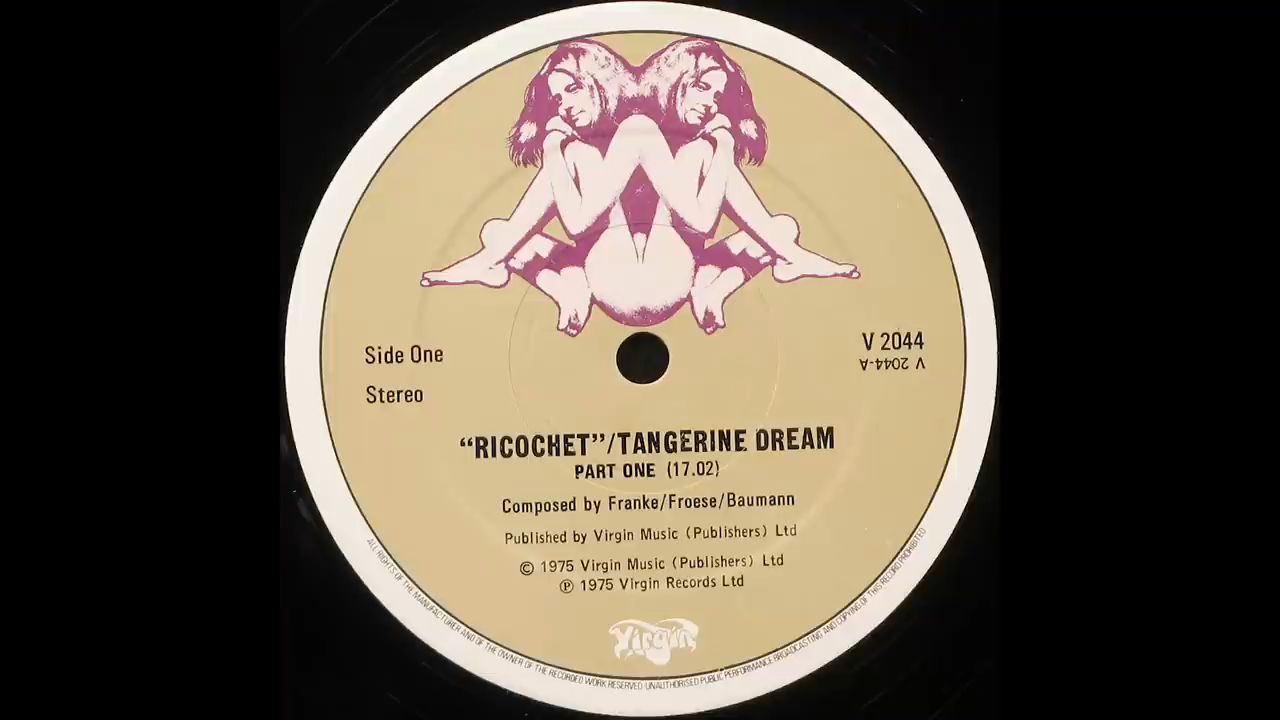 Side One
Stereo
V 2044
V 2044-A
“RICOCHET”/TANGERINE DREAM
PART ONE (17.02)
Composed by Franke/Froese/Baumann
Published by Virgin Music (Publishers) Ltd
© 1975 Virgin Music (Publishers) Ltd
℗ 1975 Virgin Records Ltd
Virgin
ALL RIGHTS OF THE MANUFACTURER AND OF THE OWNER OF THE RECORDED WORK RESERVED UNAUTHORISED PUBLIC PERFORMANCE BROADCASTING AND COPYING OF THIS RECORD PROHIBITED